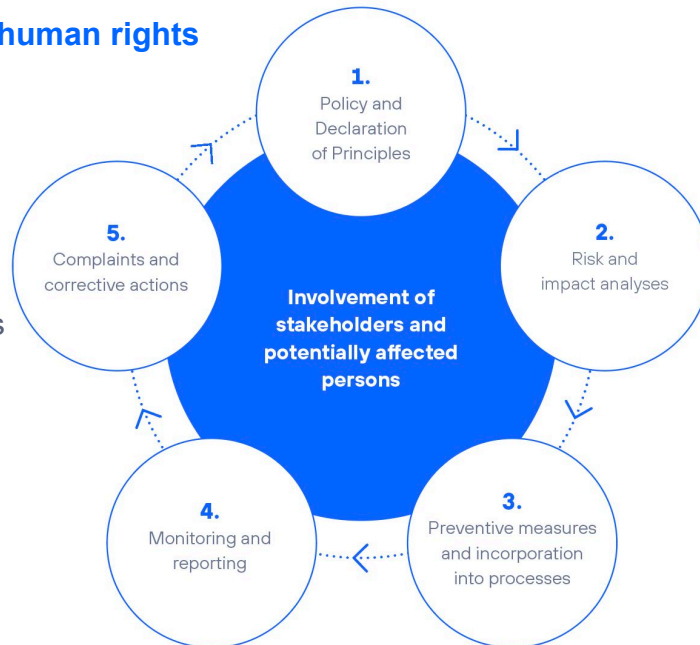 human rights
1.
Policy and
Declaration
of Principles
2.
Risk and
impact analyses
3.
Preventive measures
and incorporation
into processes
4.
Monitoring and
reporting
5.
Complaints and
corrective actions
Involvement of
stakeholders and
potentially affected
persons
s